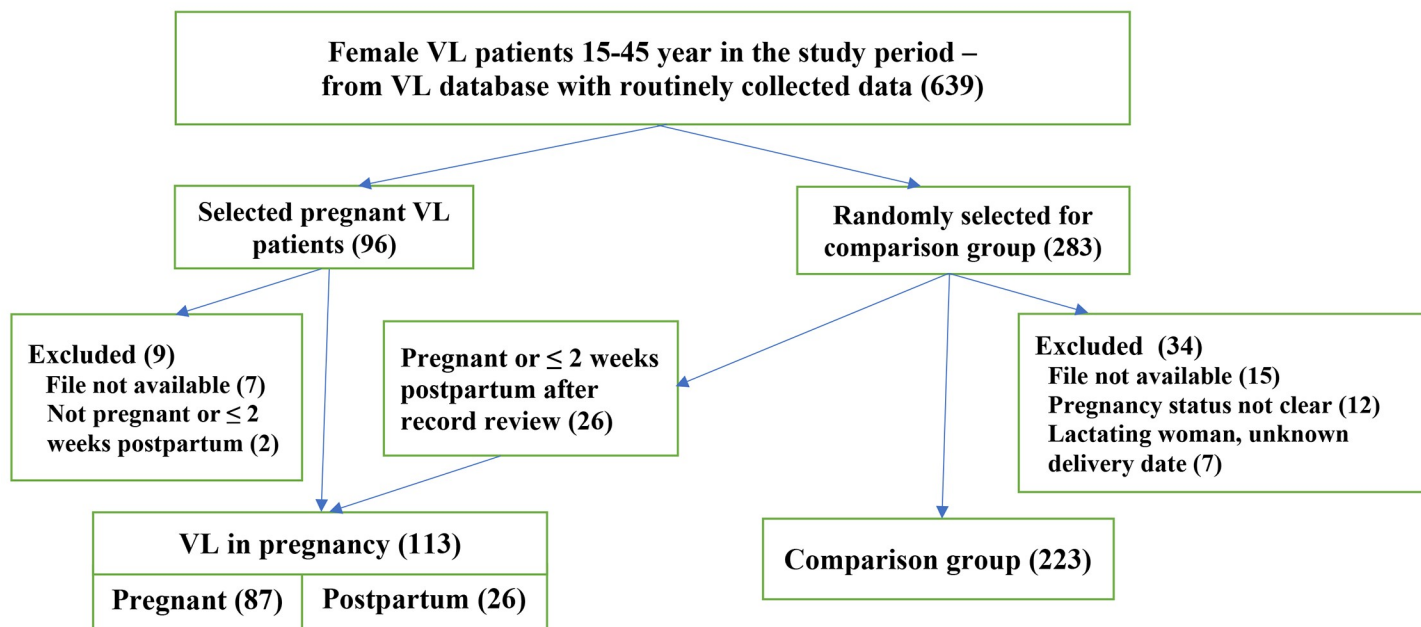 Female VL patients 15-45 year in the study period –
from VL database with routinely collected data (639)
Selected pregnant VL
patients (96)
Randomly selected for
comparison group (283)
Excluded (9)
File not available (7)
Not pregnant or ≤ 2
weeks postpartum (2)
Pregnant or ≤ 2 weeks
postpartum after
record review (26)
Excluded (34)
File not available (15)
Pregnancy status not clear (12)
Lactating woman, unknown
delivery date (7)
VL in pregnancy (113)
Pregnant (87)
Postpartum (26)
Comparison group (223)